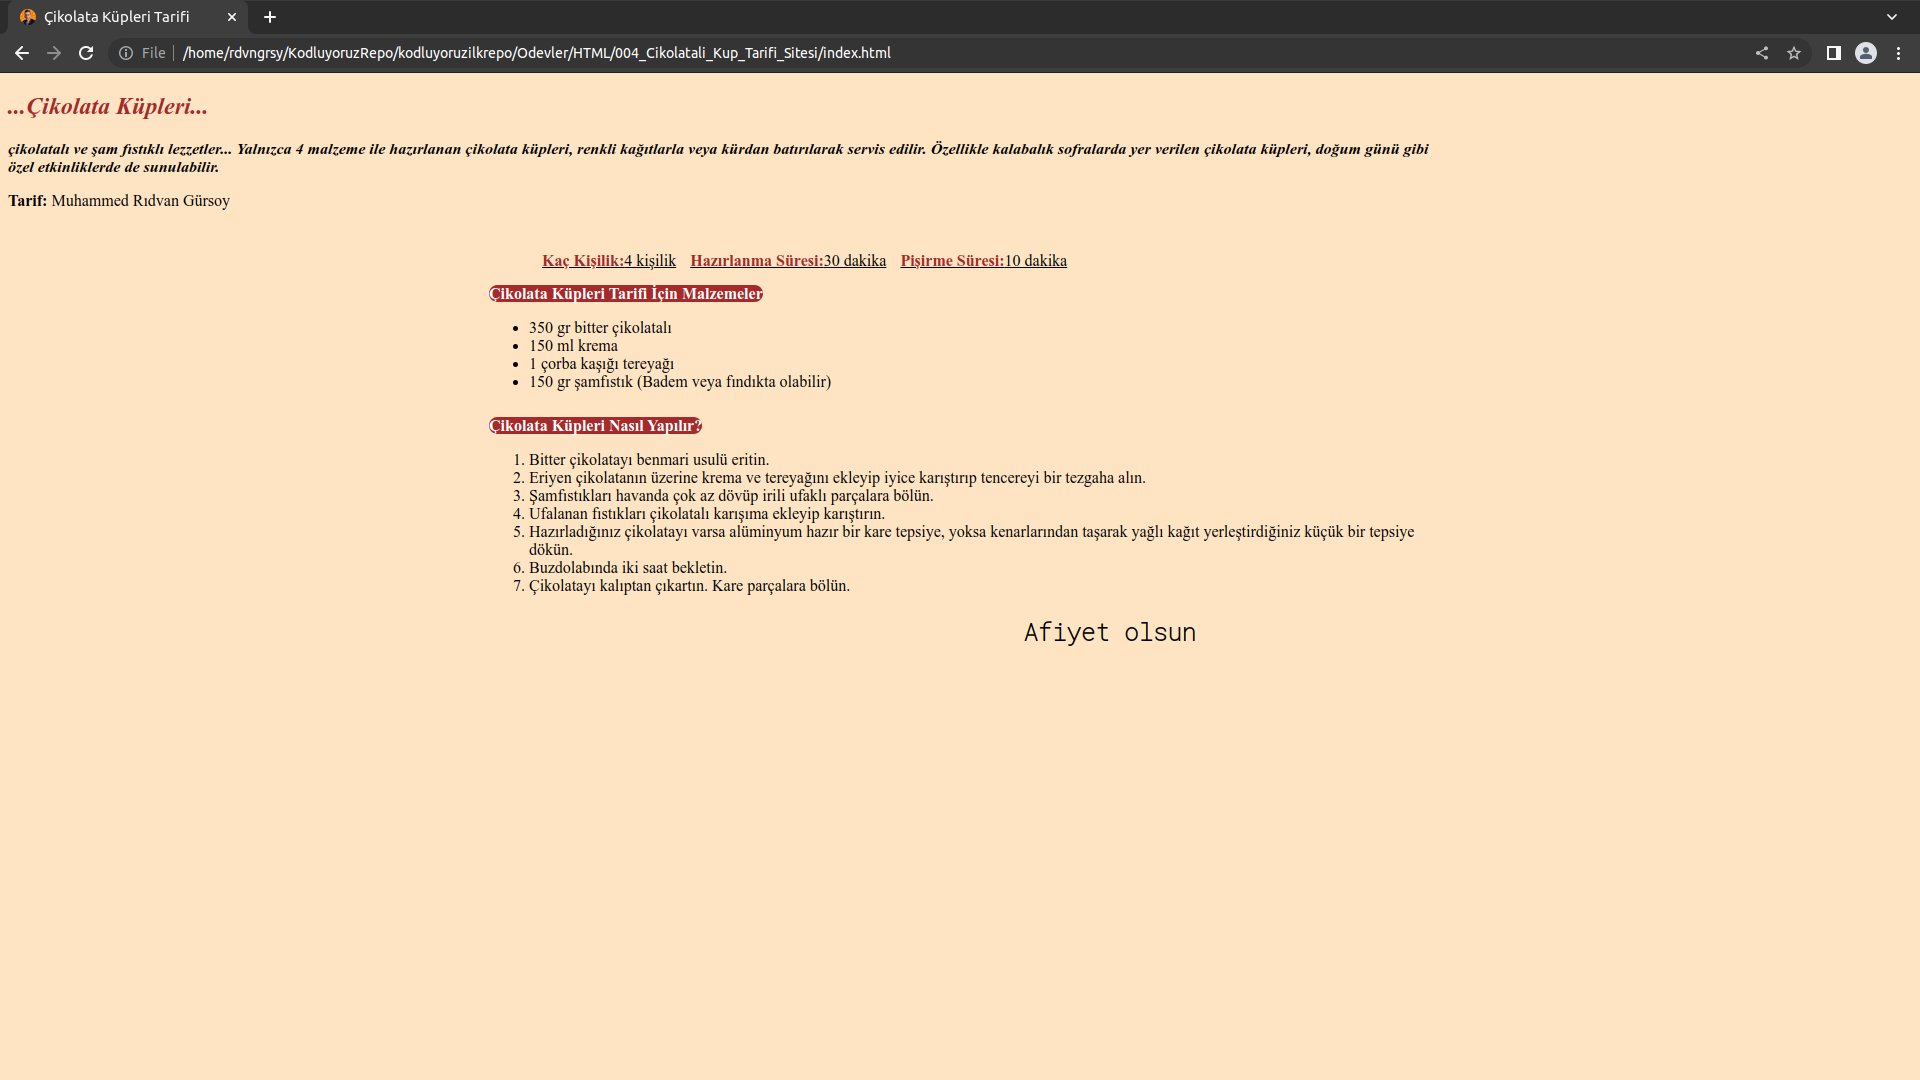 Çikolata Küpleri Tarifi
File
/home/rdvngrsy/KodluyoruzRepo/kodluyoruzilkrepo/Odevler/HTML/004_Cikolatali_Kup_Tarifi_Sitesi/index.html
...Çikolata Küpleri...
çikolatalı ve şam fıstıklı lezzetler... Yalnızca 4 malzeme ile hazırlanan çikolata küpleri, renkli kağıtlarla veya kürdan batırılarak servis edilir. Özellikle kalabalık sofralarda yer verilen çikolata küpleri, doğum günü gibi
özel etkinliklerde de sunulabilir.
Tarif: Muhammed Rıdvan Gürsoy
Kaç Kişilik:4 kişilik Hazırlanma Süresi:30 dakika Pişirme Süresi:10 dakika
Çikolata Küpleri Tarifi İçin Malzemeler
• 350 gr bitter çikolatalı
• 150 ml krema
• 1 çorba kaşığı tereyağı
• 150 gr şamfıstık (Badem veya fındıkta olabilir)
Çikolata Küpleri Nasıl Yapılır?
1. Bitter çikolatayı benmari usulü eritin.
2. Eriyen çikolatanın üzerine krema ve tereyağını ekleyip iyice karıştırıp tencereyi bir tezgaha alın.
3. Şamfıstıkları havanda çok az dövüp irili ufaklı parçalara bölün.
4. Ufalanan fıstıkları çikolatalı karışıma ekleyip karıştırın.
5. Hazırladığınız çikolatayı varsa alüminyum hazır bir kare tepsiye, yoksa kenarlarından taşarak yağlı kağıt yerleştirdiğiniz küçük bir tepsiye
dökün.
6. Buzdolabında iki saat bekletin.
7. Çikolatayı kalıptan çıkartın. Kare parçalara bölün.
Afiyet olsun